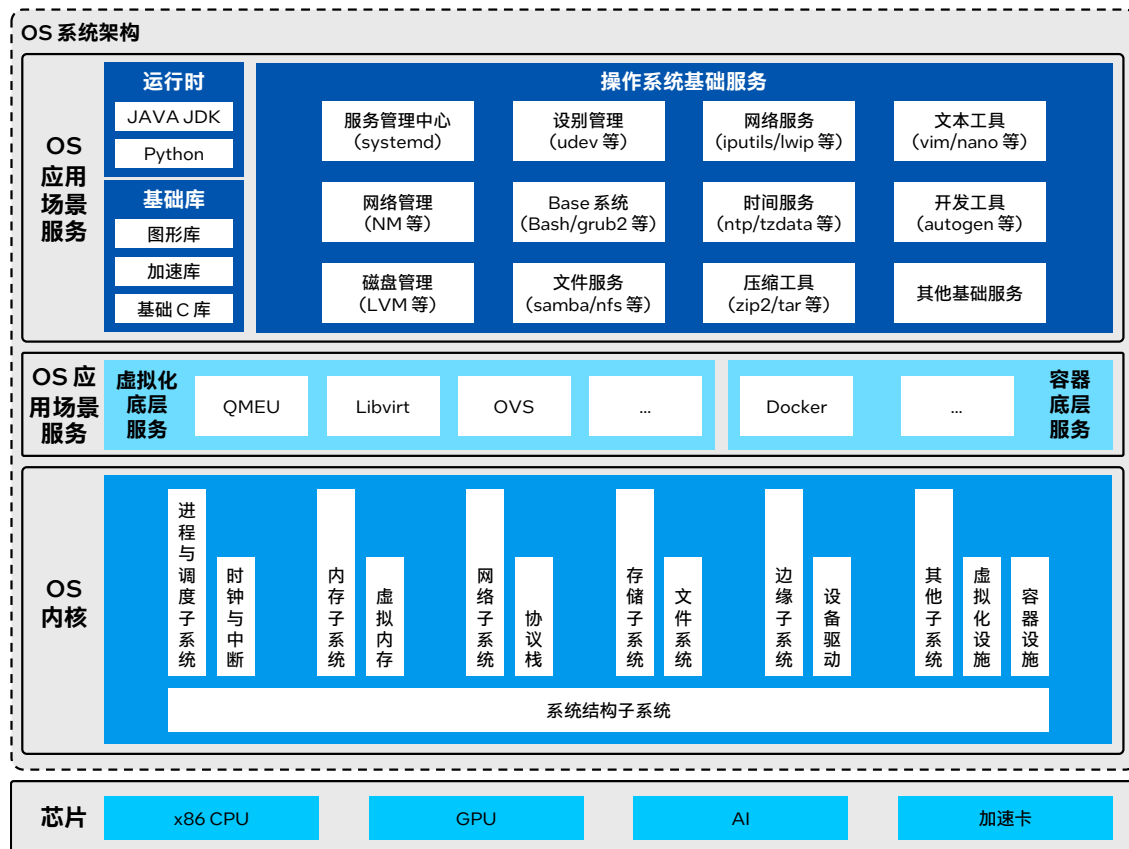 OS 系统架构
OS
应用
场景
服务
运行时
JAVA JDK
Python
基础库
图形库
加速库
基础 C 库
操作系统基础服务
服务管理中心
(systemd)
设别管理
(udev 等)
网络服务
(iputils/lwip 等)
文本工具
(vim/nano 等)
网络管理
(NM 等)
Base 系统
(Bash/grub2 等)
时间服务
(ntp/tzdata 等)
开发工具
(autogen 等)
磁盘管理
(LVM 等)
文件服务
(samba/nfs 等)
压缩工具
(zip2/tar 等)
其他基础服务
OS 应
用场景
服务
虚拟化
底层
服务
QMEU
Libvirt
OVS
...
Docker
...
容器
底层
服务
OS
内核
进程与调度子系统
时钟与中断
内存子系统
虚拟内存
网络子系统
协议栈
存储子系统
文件系统
边缘子系统
设备驱动
其他子系统
虚拟化设施
容器设施
系统结构子系统
芯片
x86 CPU
GPU
AI
加速卡